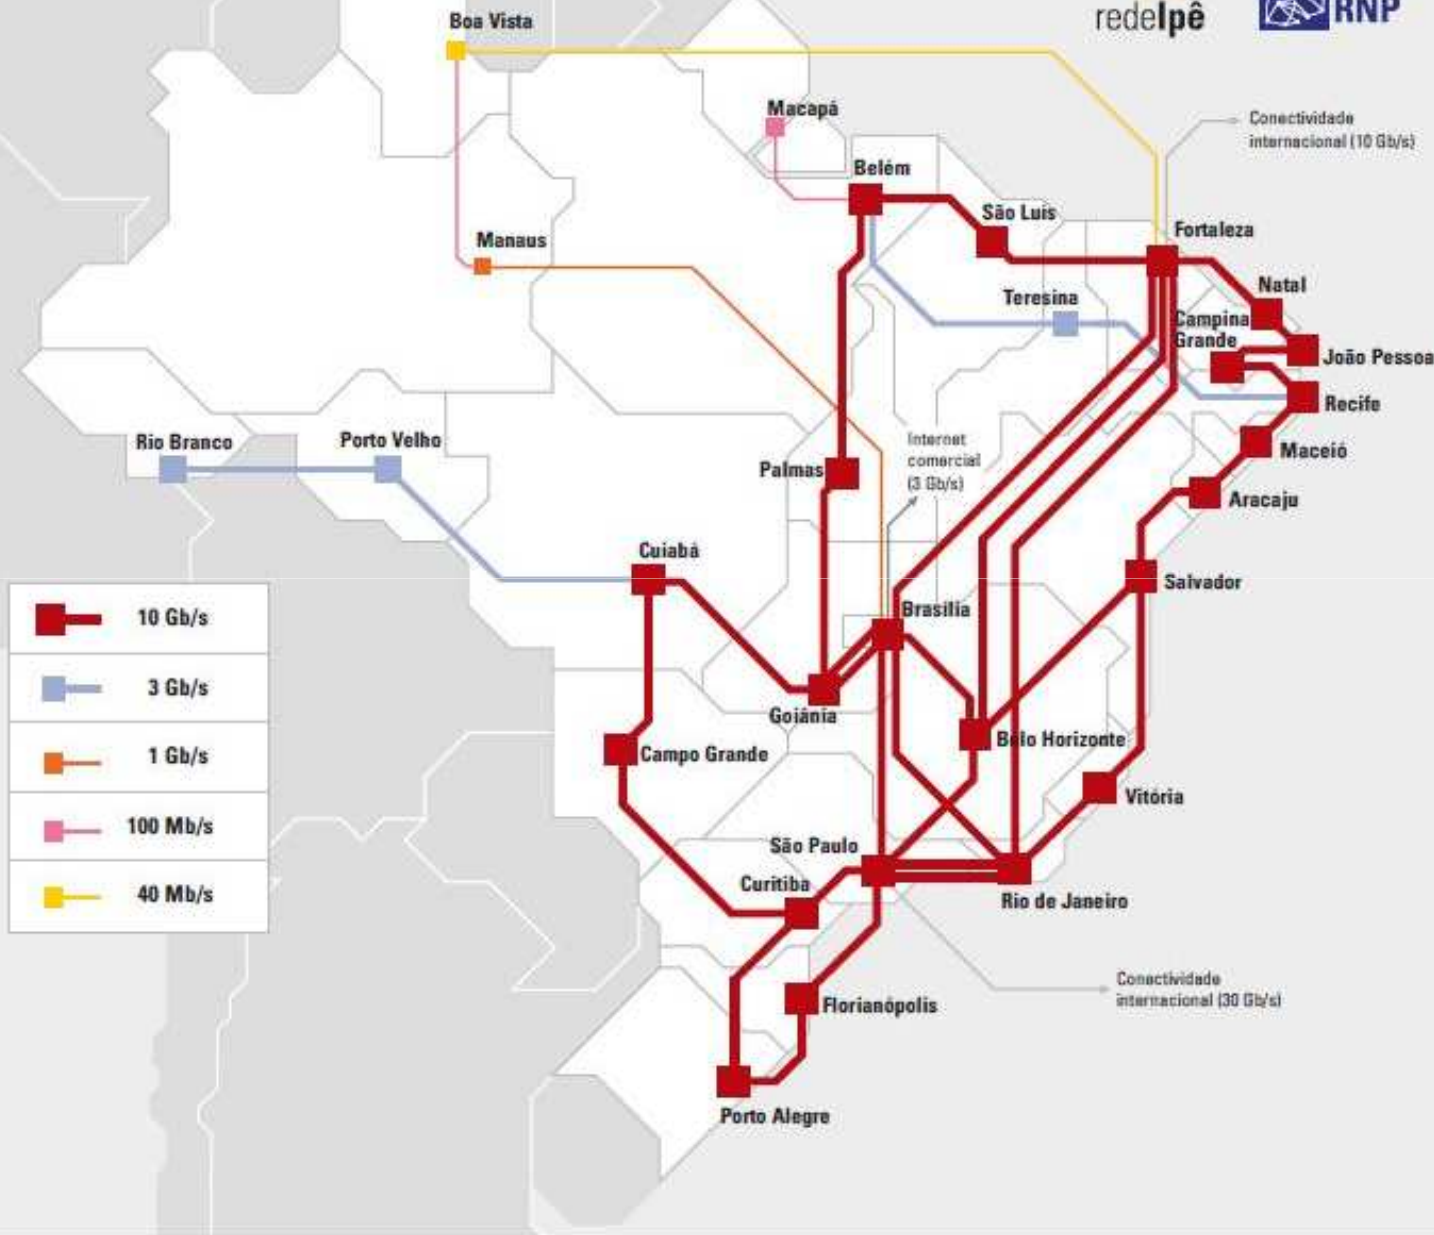 redeIpê
RNP
Boa Vista
Macapá
Conectividade
internacional (10 Gb/s)
Belém
São Luís
Fortaleza
Manaus
Teresina
Natal
Campina
Grande
João Pessoa
Recife
Rio Branco
Porto Velho
Internet
comercial
(3 Gb/s)
Maceió
Palmas
Aracaju
Cuiabá
Salvador
Brasília
10 Gb/s
3 Gb/s
1 Gb/s
100 Mb/s
40 Mb/s
Goiânia
Belo Horizonte
Campo Grande
Vitória
São Paulo
Curitiba
Rio de Janeiro
Conectividade
internacional (30 Gb/s)
Florianópolis
Porto Alegre